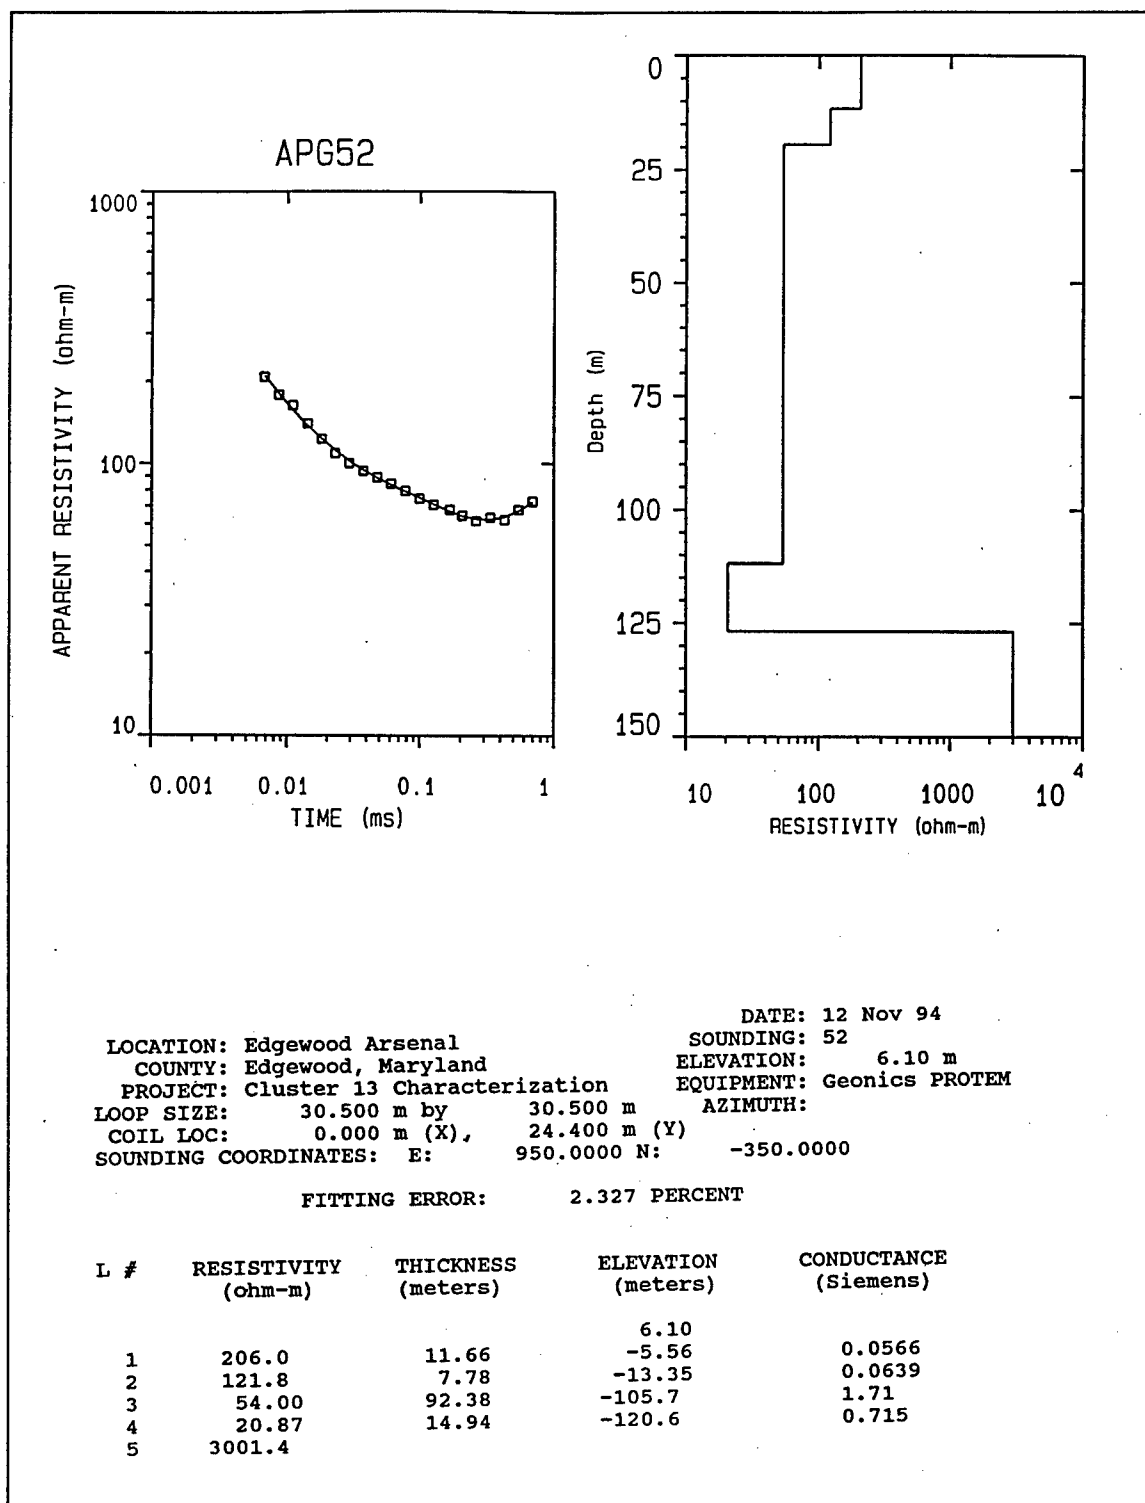 APG52
1000
100
10
APPARENT RESISTIVITY (ohm-m)
0.001 0.01 0.1 1
TIME (ms)
0
25
50
75
100
125
150
Depth (m)
10 100 1000 10 4
RESISTIVITY (ohm-m)
DATE: 12 Nov 94
LOCATION: Edgewood Arsenal SOUNDING: 52
COUNTY: Edgewood, Maryland ELEVATION: 6.10 m
PROJECT: Cluster 13 Characterization EQUIPMENT: Geonics PROTEM
LOOP SIZE: 30.500 m by 30.500 m AZIMUTH:
COIL LOC: 0.000 m (X), 24.400 m (Y)
SOUNDING COORDINATES: E: 950.0000 N: -350.0000
FITTING ERROR: 2.327 PERCENT
L # RESISTIVITY THICKNESS ELEVATION CONDUCTANCE
(ohm-m) (meters) (meters) (Siemens)
6.10
1 206.0 11.66 -5.56 0.0566
2 121.8 7.78 -13.35 0.0639
3 54.00 92.38 -105.7 1.71
4 20.87 14.94 -120.6 0.715
5 3001.4